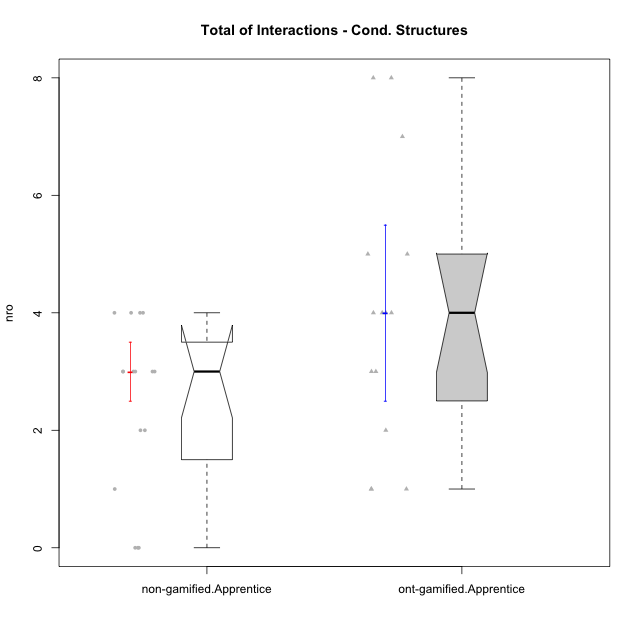 Total of Interactions - Cond. Structures
8
6
4
2
0
nro
non-gamified.Apprentice
ont-gamified.Apprentice